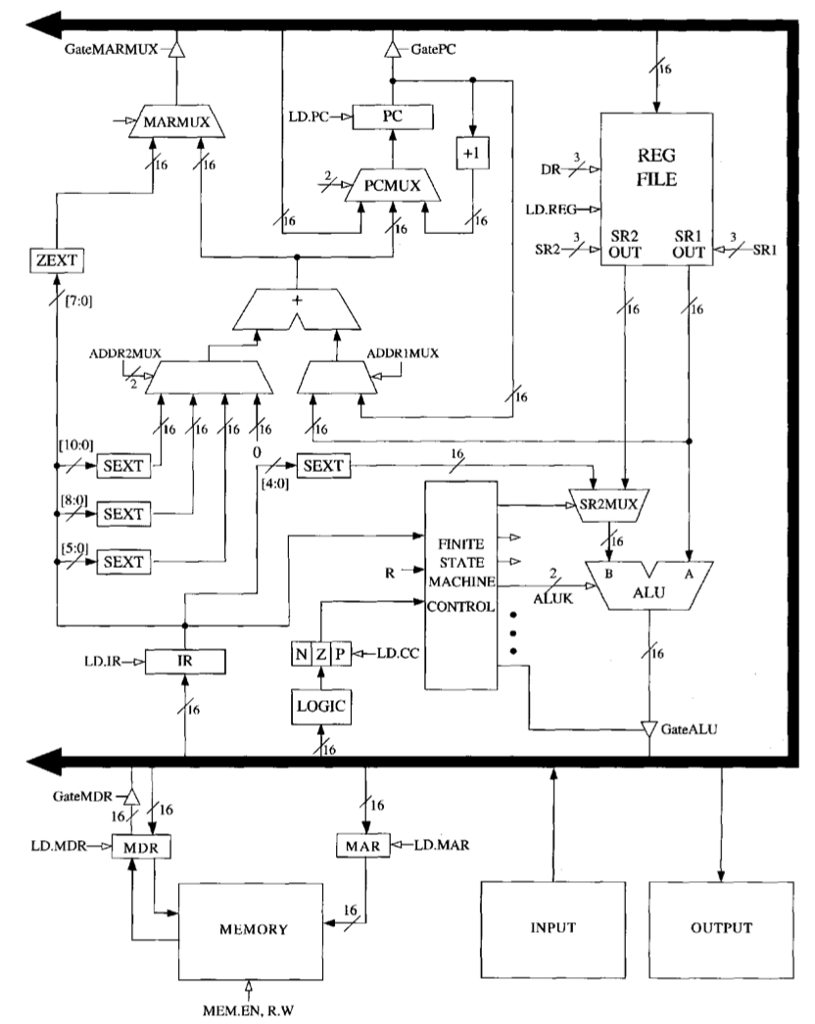 GateMARMUX
GatePC
16
16
MARMUX
LD.PC
PC
16
16
+1
REG
FILE
2
PCMUX
DR
3
LD.REG
16
16
16
SR2
3
SR2
OUT
SR1
OUT
3
SR1
ZEXT
[7:0]
+
16
16
ADDR2MUX
2
ADDR1MUX
16
16
16
16
16
16
[10:0]
SEXT
0
[4:0]
SEXT
16
[8:0]
SEXT
SR2MUX
[5:0]
SEXT
FINITE
STATE
MACHINE
CONTROL
R
16
B
A
ALU
2
ALUK
LD.IR
IR
N Z P
LD.CC
16
16
LOGIC
16
GateALU
GateMDR
16
16
16
LD.MDR
MDR
MAR
LD.MAR
16
MEMORY
INPUT
OUTPUT
MEM.EN, R.W